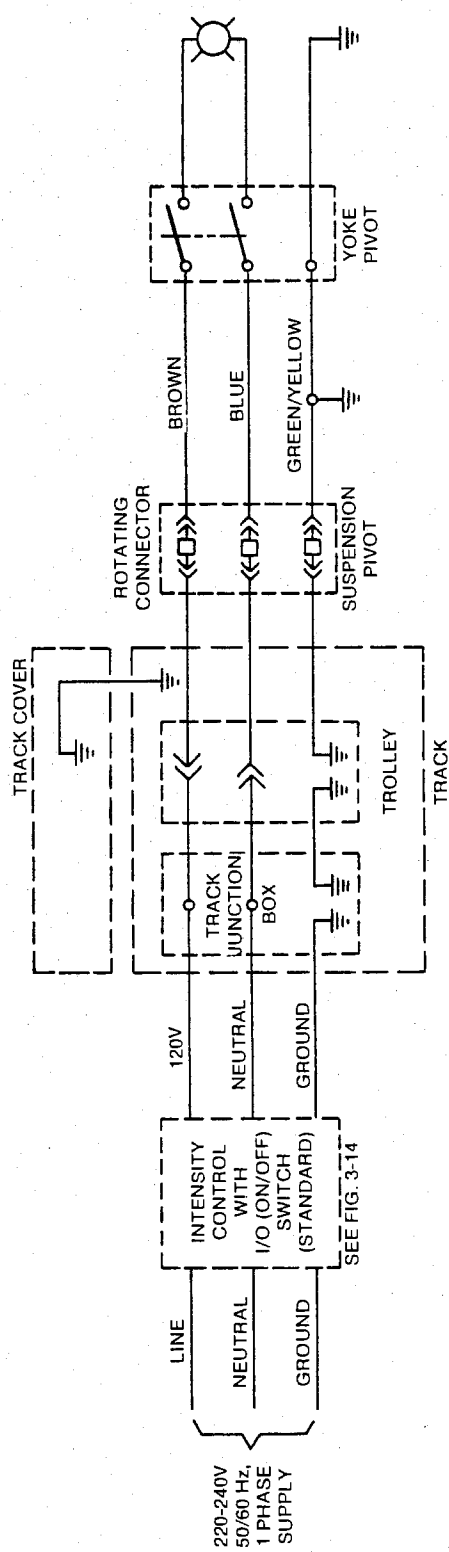 220-240V
50/60 Hz,
1 PHASE
SUPPLY
LINE
NEUTRAL
GROUND
INTENSITY
CONTROL
WITH
I/O (ON/OFF)
SWITCH
(STANDARD)
SEE FIG. 3-14
120V
NEUTRAL
GROUND
TRACK COVER
TRACK
JUNCTION
BOX
TROLLEY
TRACK
ROTATING
CONNECTOR
SUSPENSION
PIVOT
BROWN
BLUE
GREEN/YELLOW
YOKE
PIVOT